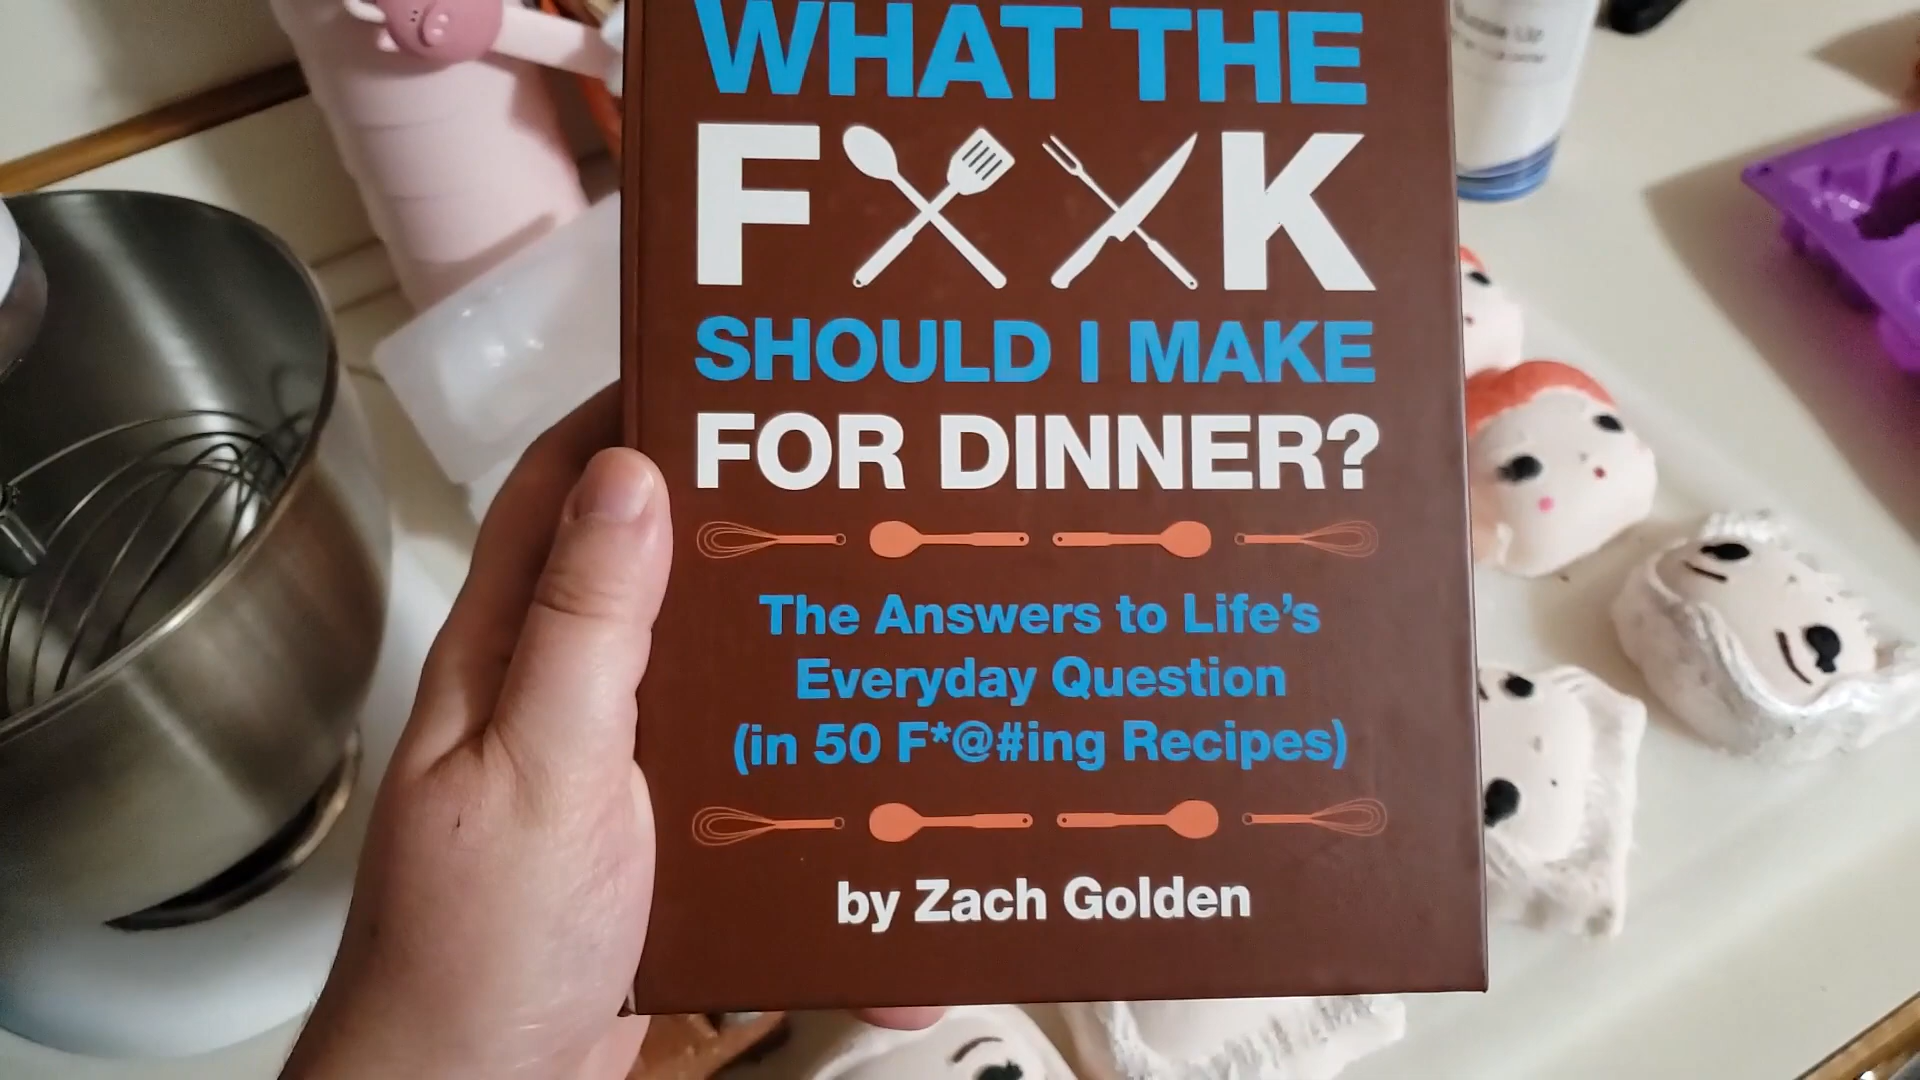 WHAT THE
F K
SHOULD I MAKE
FOR DINNER?
The Answers to Life's
Everyday Question
(in 50 F*@#ing Recipes)
by Zach Golden